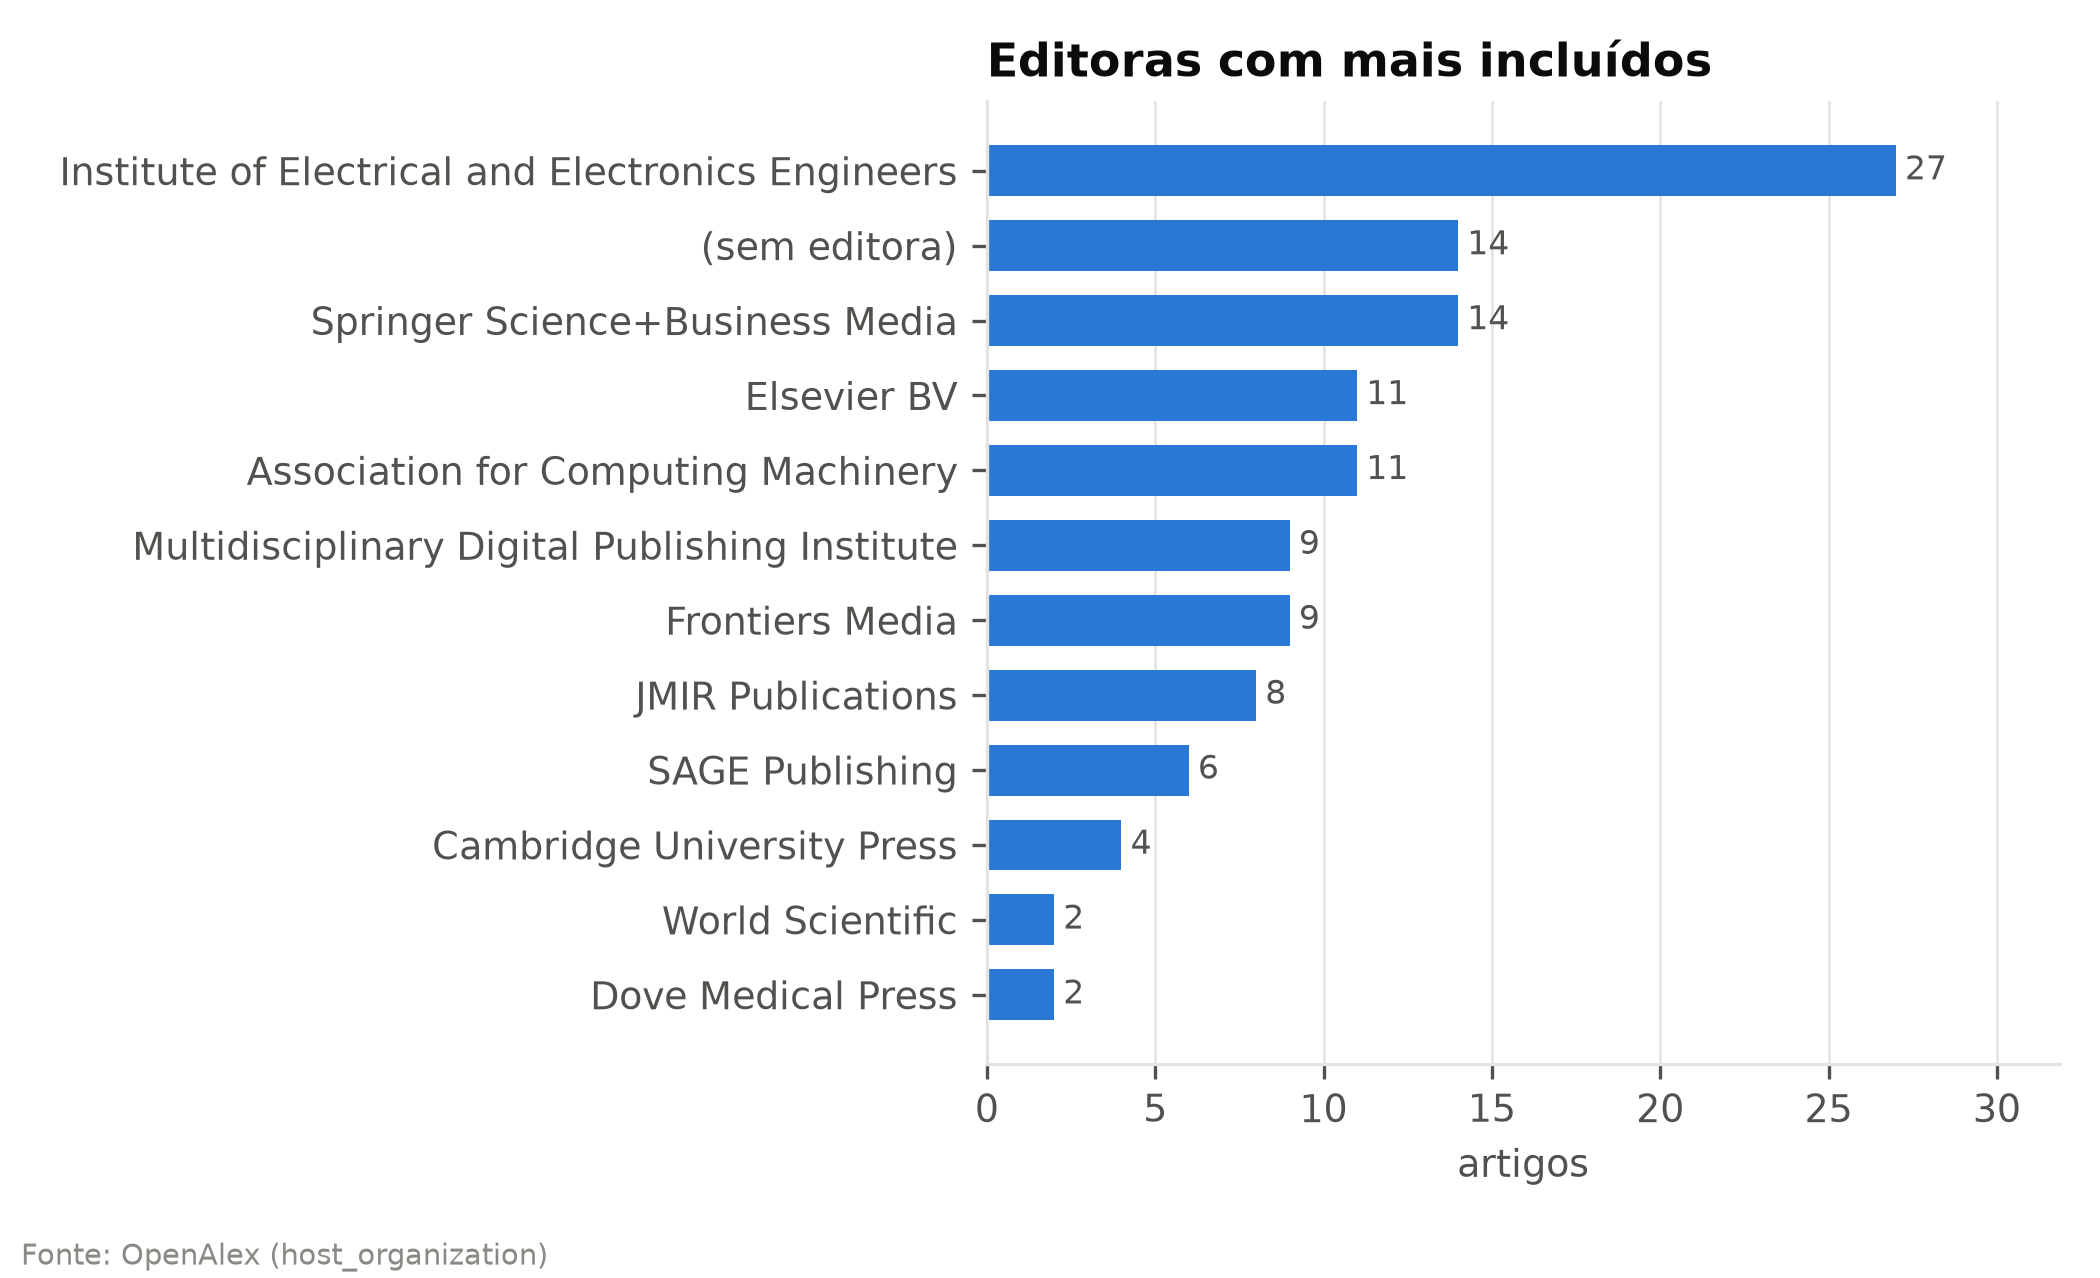 Editoras com mais incluídos
Institute of Electrical and Electronics Engineers 27
(sem editora) 14
Springer Science+Business Media 14
Elsevier BV 11
Association for Computing Machinery 11
Multidisciplinary Digital Publishing Institute 9
Frontiers Media 9
JMIR Publications 8
SAGE Publishing 6
Cambridge University Press 4
World Scientific 2
Dove Medical Press 2
0 5 10 15 20 25 30
artigos
Fonte: OpenAlex (host_organization)